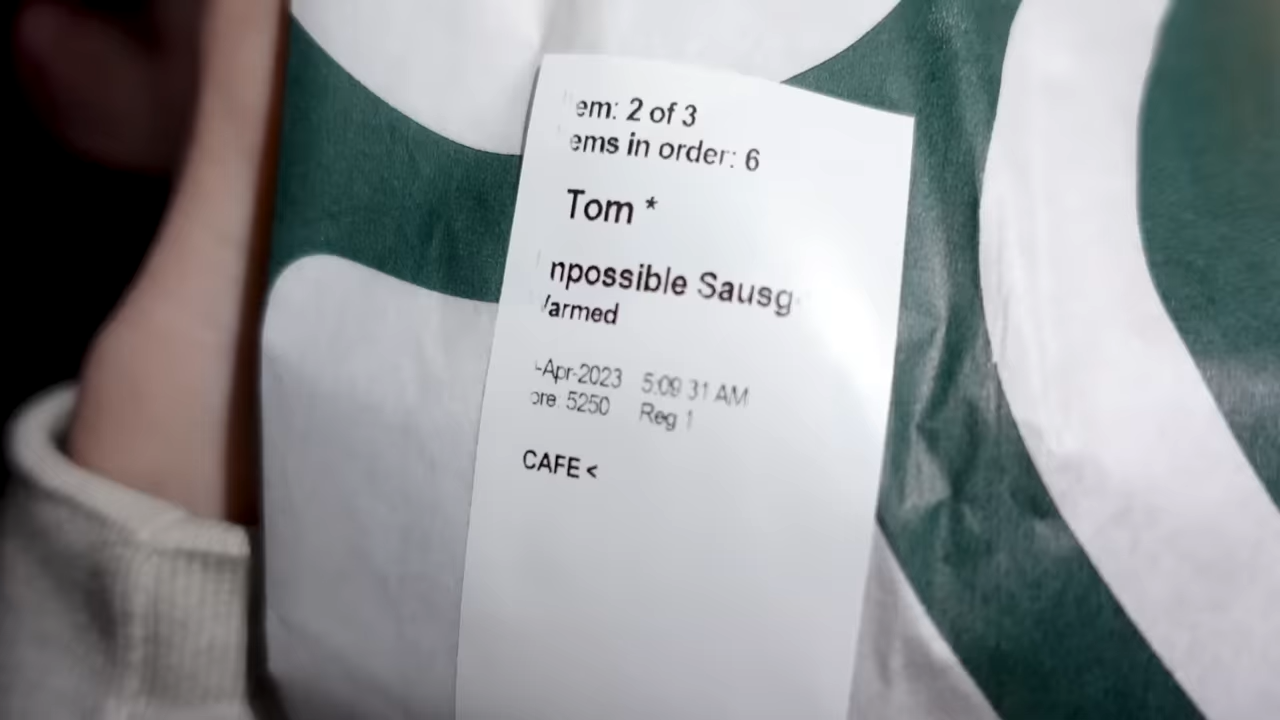 em: 2 of 3
ems in order: 6
Tom *
npossible Sausg
armed
-Apr-2023 5:09:31 AM
ore: 5250 Reg 1
CAFE <